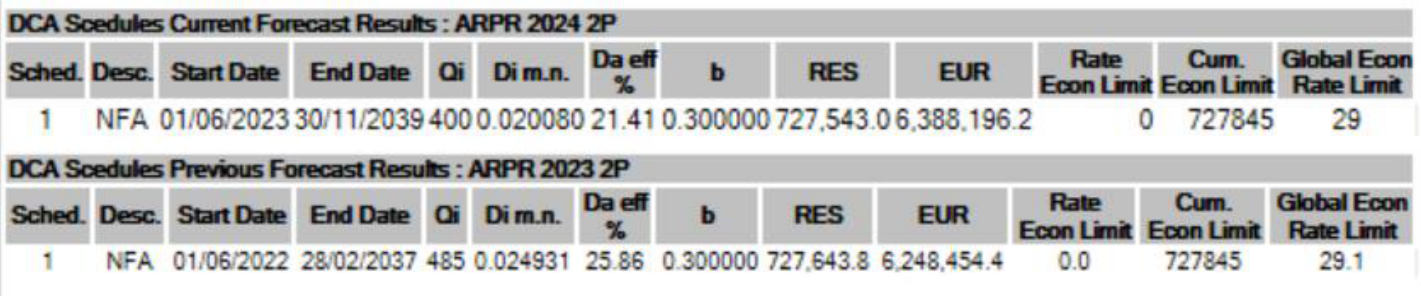 DCA Scedules Current Forecast Results : ARPR 2024 2P
Sched. Desc. Start Date End Date Qi Di m.n. Da eff % b RES EUR Rate Econ Limit Cum. Econ Limit Global Econ Rate Limit
1 NFA 01/06/2023 30/11/2039 400 0.020080 21.41 0.300000 727,543.0 6,388,196.2 0 727845 29
DCA Scedules Previous Forecast Results : ARPR 2023 2P
Sched. Desc. Start Date End Date Qi Di m.n. Da eff % b RES EUR Rate Econ Limit Cum. Econ Limit Global Econ Rate Limit
1 NFA 01/06/2022 28/02/2037 485 0.024931 25.86 0.300000 727,643.8 6,248,454.4 0.0 727845 29.1